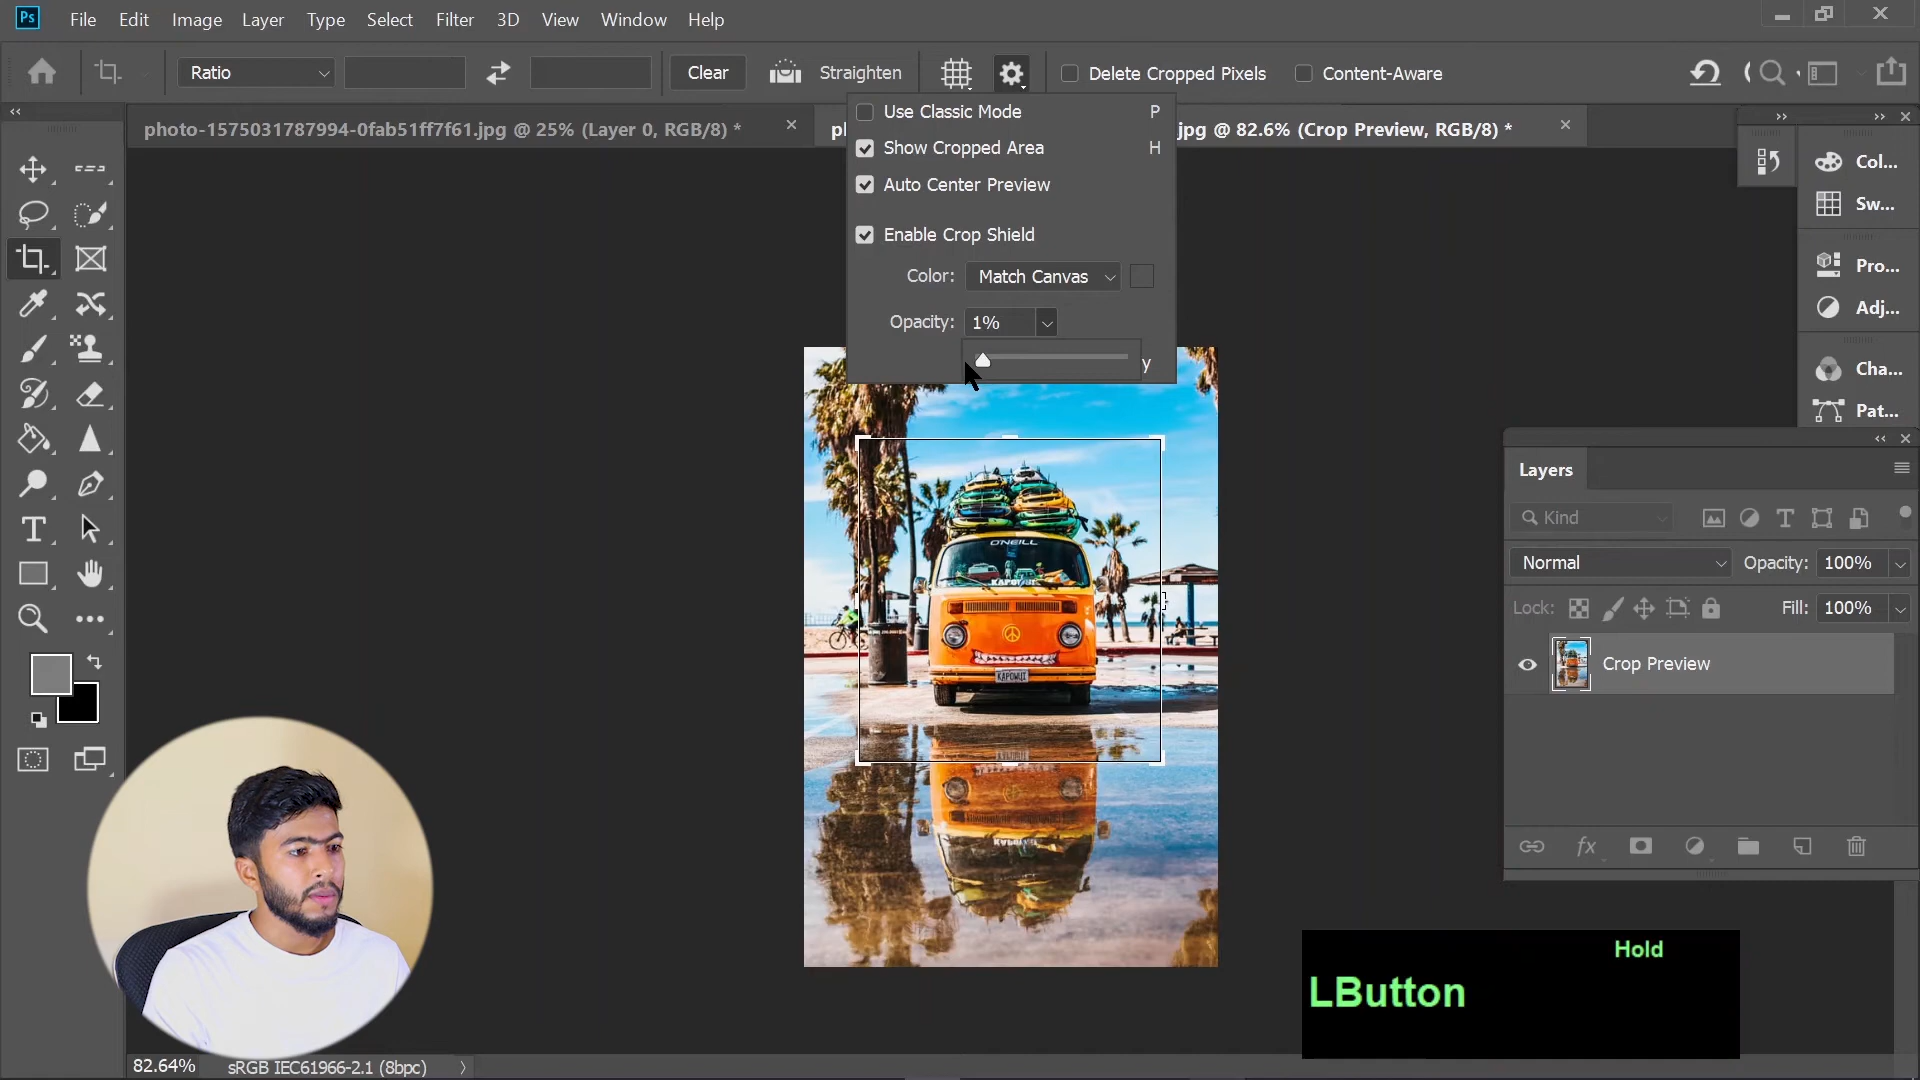 Ps File Edit Image Layer Type Select Filter 3D View Window Help
Ratio Clear Straighten Delete Cropped Pixels Content-Aware
photo-1575031787994-0fab51ff7f61.jpg @ 25% (Layer 0, RGB/8) *
jpg @ 82.6% (Crop Preview, RGB/8) *
Use Classic Mode P
Show Cropped Area H
Auto Center Preview
Enable Crop Shield
Color: Match Canvas
Opacity: 1%
y
Col...
Sw...
Pro...
Adj...
Cha...
Pat...
Layers
Kind
Normal Opacity: 100%
Lock: Fill: 100%
Crop Preview
O'NEILL
KAPOWUI
KAPOWUI
Hold
LButton
82.64% sRGB IEC61966-2.1 (8bpc)